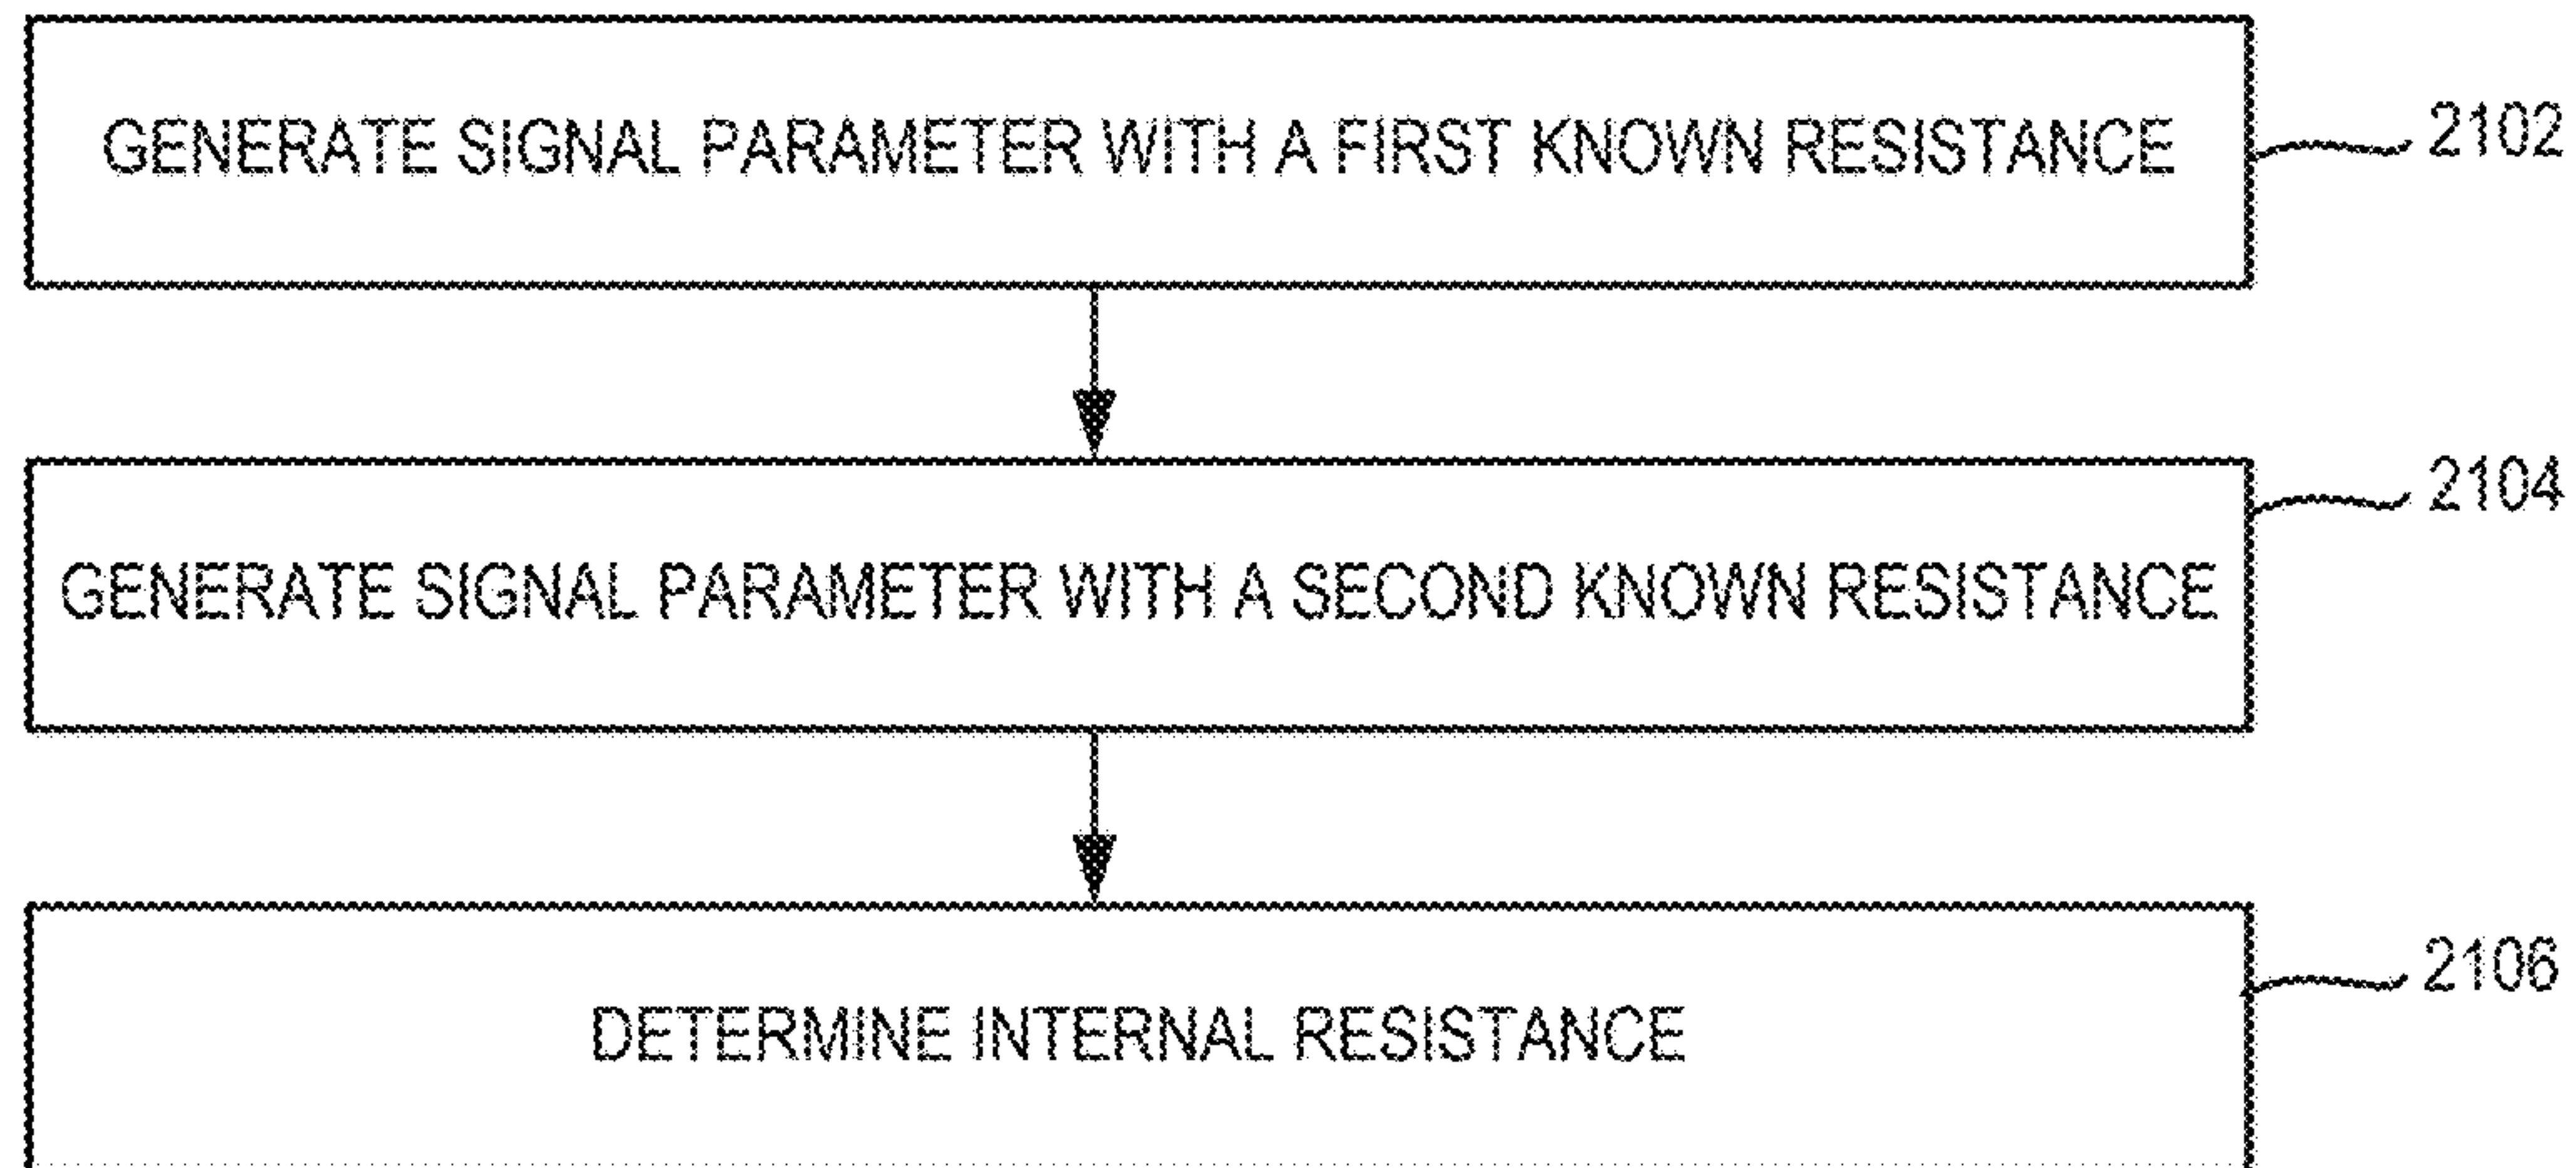 GENERATE SIGNAL PARAMETER WITH A FIRST KNOWN RESISTANCE
2102
2104
GENERATE SIGNAL PARAMETER WITH A SECOND KNOWN RESISTANCE
2106
DETERMINE INTERNAL RESISTANCE